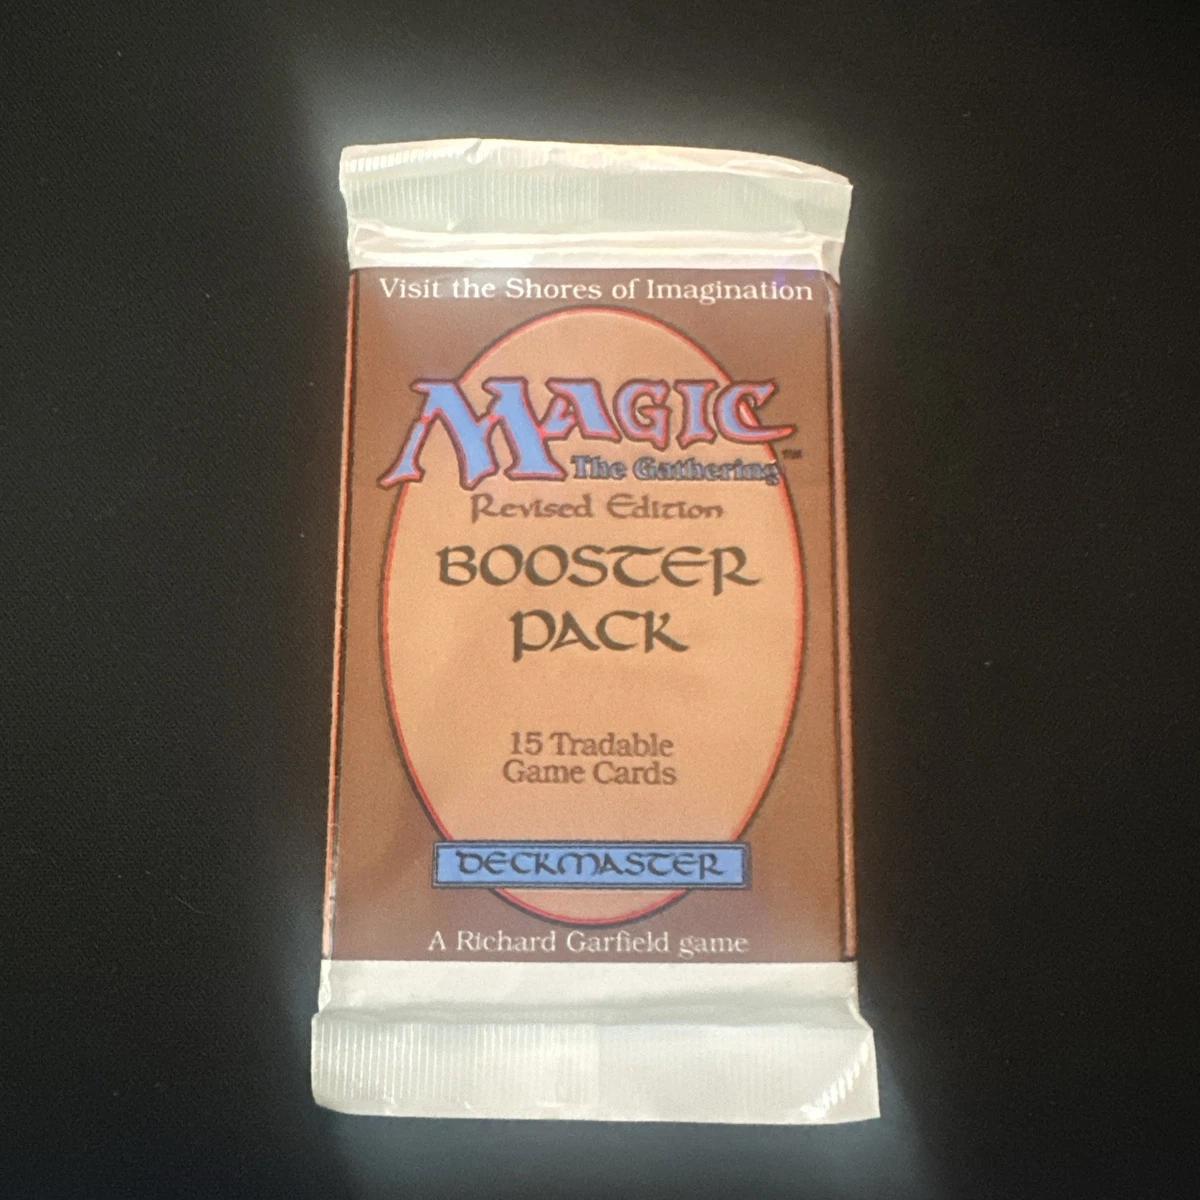 Visit the Shores of Imagination
MAGIC
The Gathering™
Revised Edition
BOOSTER
PACK
15 Tradable
Game Cards
DECKMASTER
A Richard Garfield game